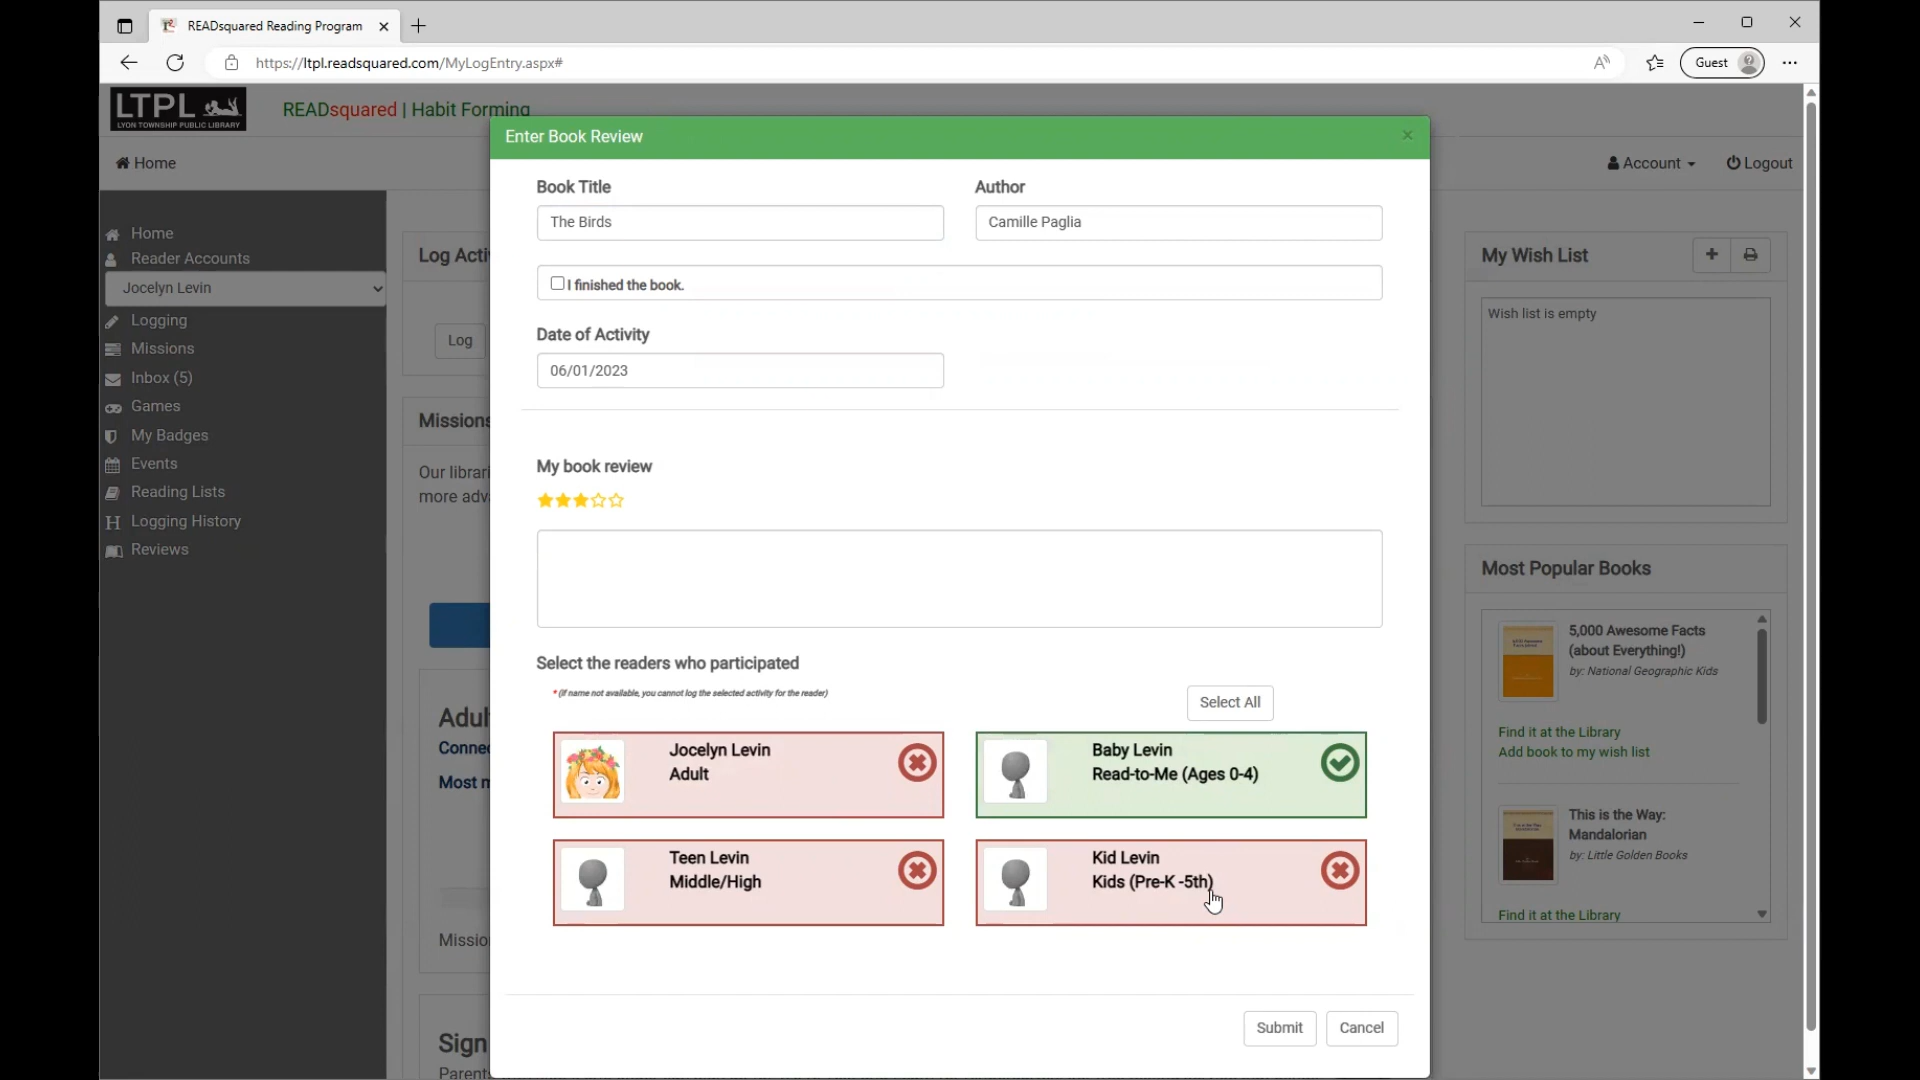 READsquared Reading Program
https://ltpl.readsquared.com/MyLogEntry.aspx#
Guest
LTPL
LYON TOWNSHIP PUBLIC LIBRARY
READsquared | Habit Forming
Home
Account
Logout
Home
Reader Accounts
Jocelyn Levin
Logging
Missions
Inbox (5)
Games
My Badges
Events
Reading Lists
Logging History
Reviews
Log Acti
Log
Missions
Our librari
more adv
Adul
Connec
Most m
Missio
Sign
Parent
Enter Book Review
Book Title
Author
The Birds
Camille Paglia
I finished the book.
Date of Activity
06/01/2023
My book review
Select the readers who participated
* (if name not available, you cannot log the selected activity for the reader)
Select All
Jocelyn Levin
Adult
Baby Levin
Read-to-Me (Ages 0-4)
Teen Levin
Middle/High
Kid Levin
Kids (Pre-K -5th)
Submit
Cancel
My Wish List
Wish list is empty
Most Popular Books
5,000 Awesome Facts
(about Everything!)
by: National Geographic Kids
Find it at the Library
Add book to my wish list
This is the Way:
Mandalorian
by: Little Golden Books
Find it at the Library